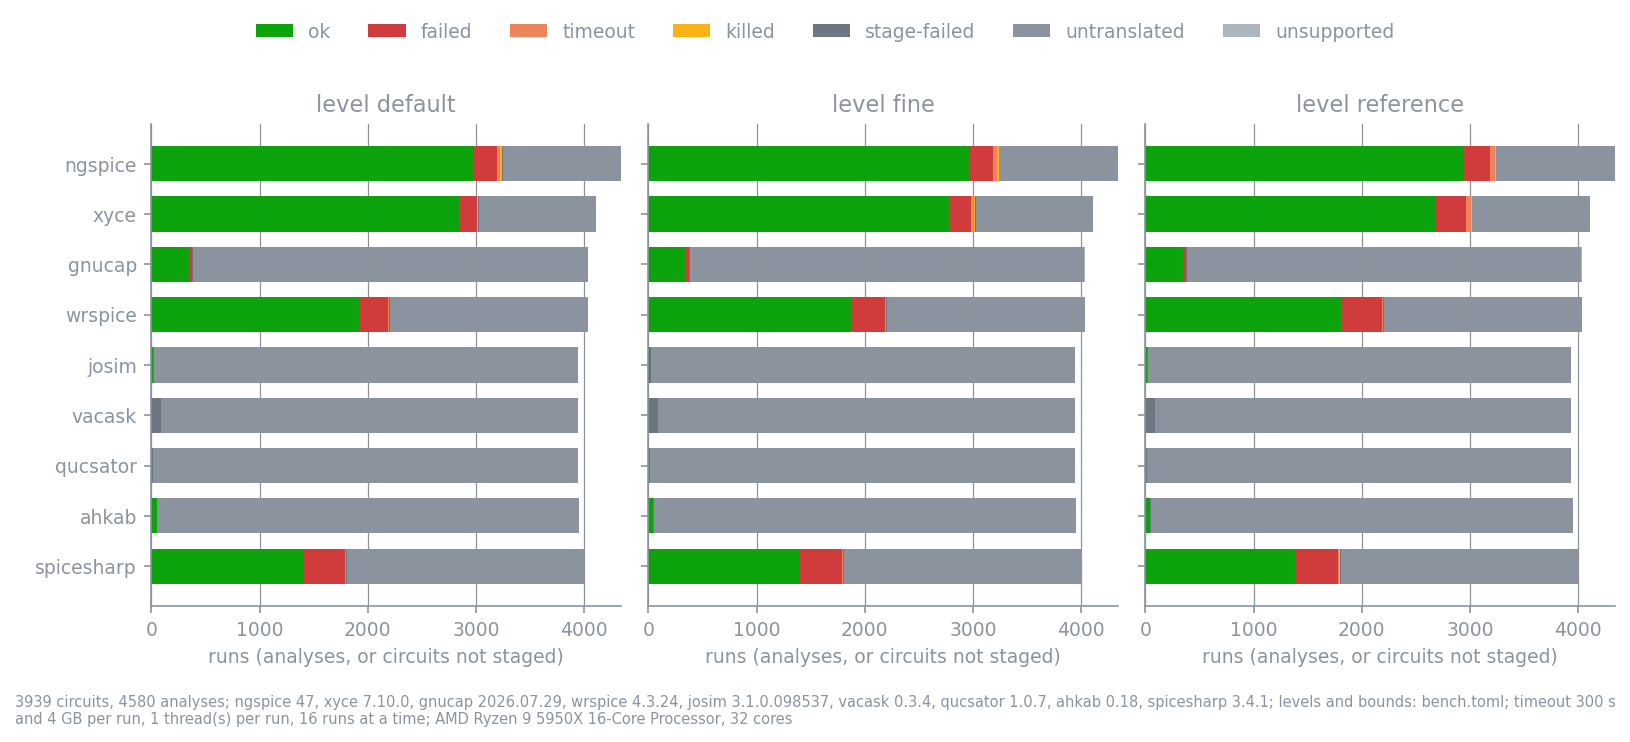 ok failed timeout killed stage-failed untranslated unsupported
level default level fine level reference
ngspice
xyce
gnucap
wrspice
josim
vacask
qucsator
ahkab
spicesharp
0 1000 2000 3000 4000 0 1000 2000 3000 4000 0 1000 2000 3000 4000
runs (analyses, or circuits not staged) runs (analyses, or circuits not staged) runs (analyses, or circuits not staged)
3939 circuits, 4580 analyses; ngspice 47, xyce 7.10.0, gnucap 2026.07.29, wrspice 4.3.24, josim 3.1.0.098537, vacask 0.3.4, qucsator 1.0.7, ahkab 0.18, spicesharp 3.4.1; levels and bounds: bench.toml; timeout 300 s
and 4 GB per run, 1 thread(s) per run, 16 runs at a time; AMD Ryzen 9 5950X 16-Core Processor, 32 cores